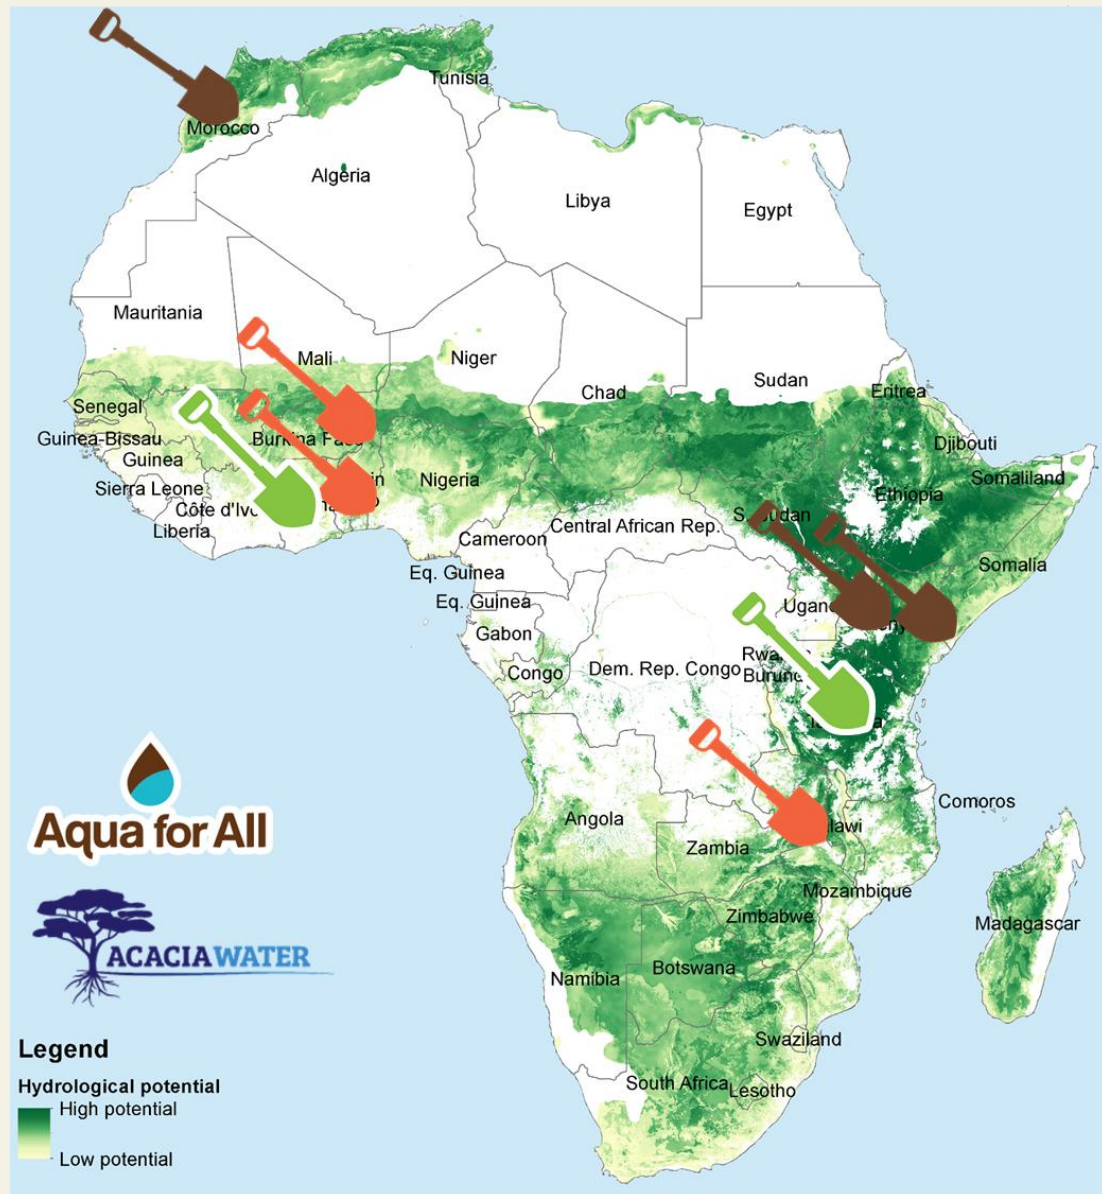 Tunisia
Morocco
Algeria
Libya
Egypt
Mauritania
Mali
Niger
Chad
Sudan
Eritrea
Senegal
Guinea-Bissau
Burkina
Djibouti
Guinea
Nigeria
Somaliland
Sierra Leone
Ethiopia
Côte d'Ivo
Liberia
Central African Rep.
Cameroon
Somalia
Eq. Guinea
Eq. Guinea
Gabon
Congo
Dem. Rep. Congo
Comoros
Angola
Zambia
Mozambique
Zimbabwe
Madagascar
Botswana
Namibia
Swaziland
South Africa
Lesotho
Aqua for All
ACACIAWATER
Legend
Hydrological potential
High potential
Low potential